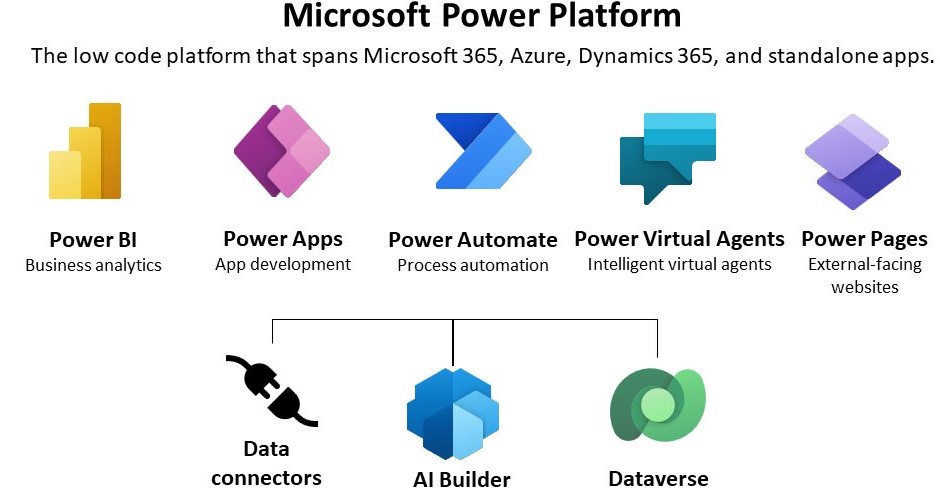 Microsoft Power Platform
The low code platform that spans Microsoft 365, Azure, Dynamics 365, and standalone apps.
Power BI
Business analytics
Power Apps
App development
Power Automate
Process automation
Power Virtual Agents
Intelligent virtual agents
Power Pages
External-facing
websites
Data
connectors
AI Builder
Dataverse